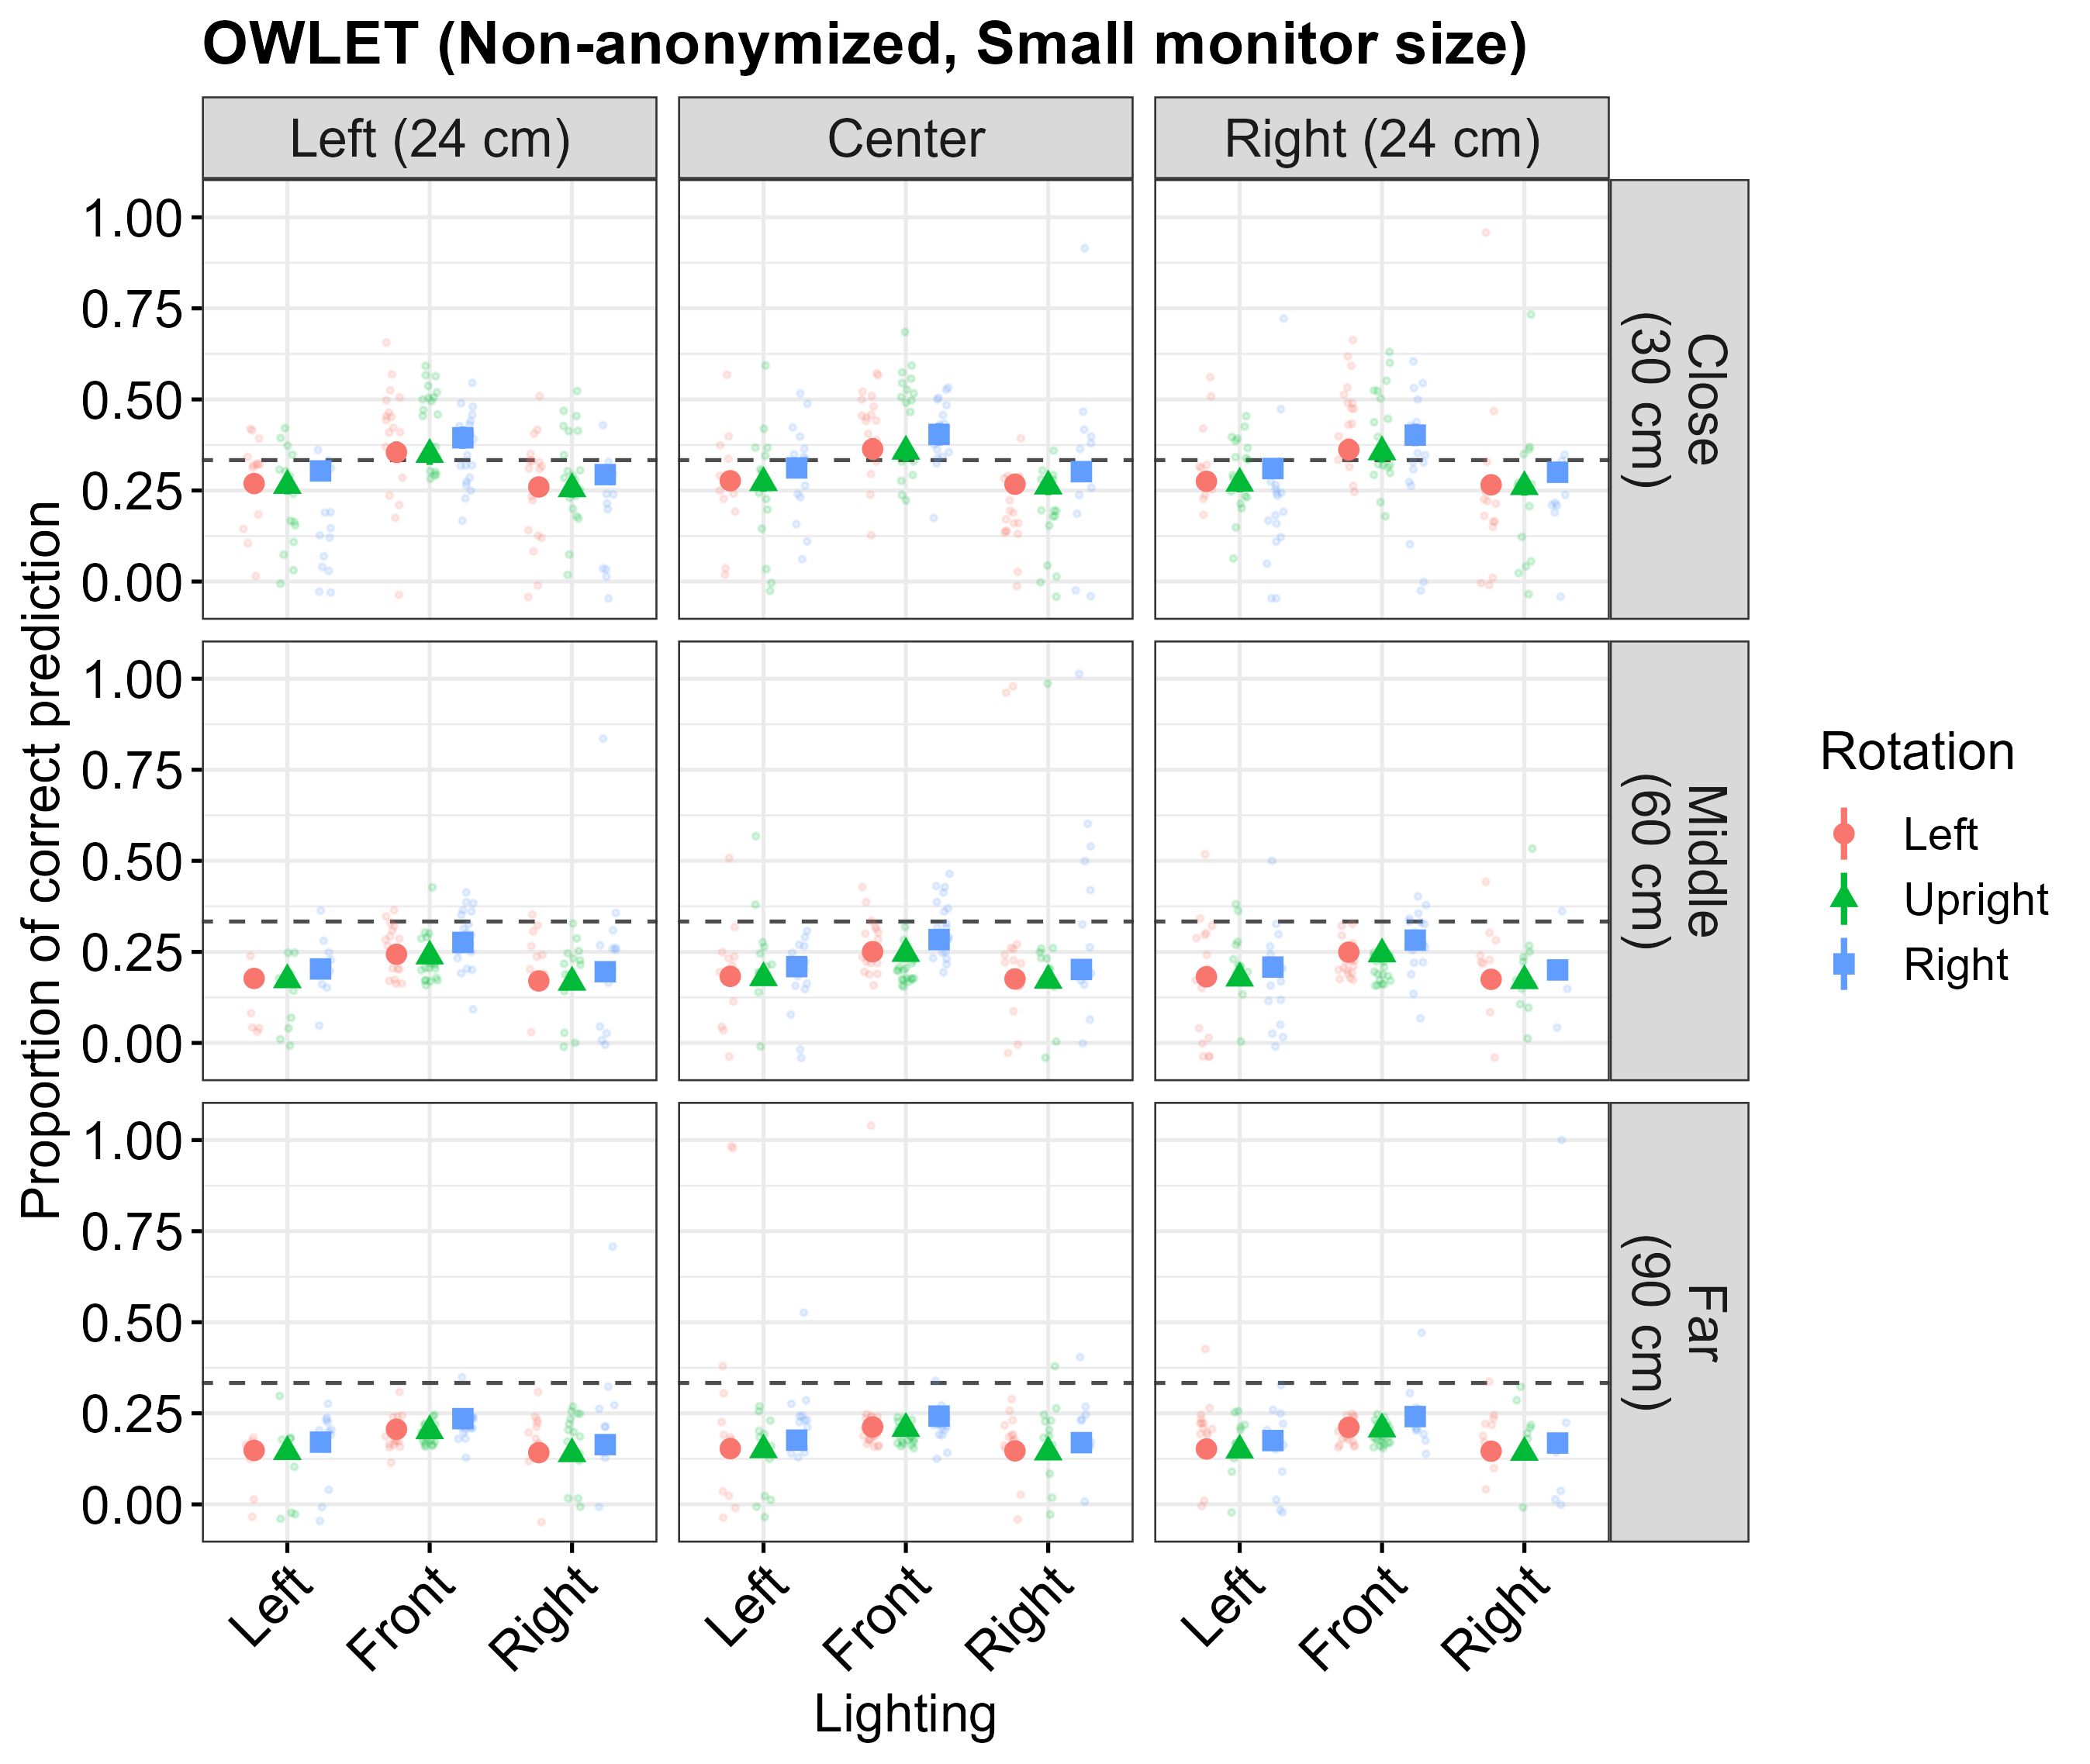 OWLET (Non-anonymized, Small monitor size)
Left (24 cm)
Center
Right (24 cm)
Proportion of correct prediction
1.00
0.75
0.50
0.25
0.00
Close
(30 cm)
1.00
0.75
0.50
0.25
0.00
Middle
(60 cm)
1.00
0.75
0.50
0.25
0.00
Far
(90 cm)
Left
Front
Right
Left
Front
Right
Left
Front
Right
Lighting
Rotation
Left
Upright
Right